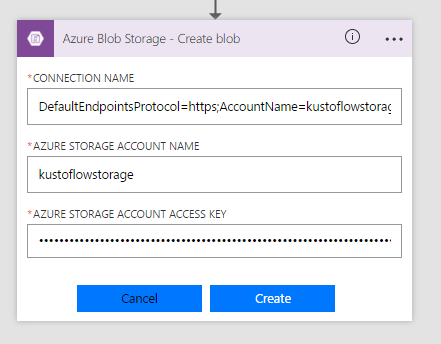 Azure Blob Storage - Create blob
*CONNECTION NAME
DefaultEndpointsProtocol=https;AccountName=kustoflowstorag
*AZURE STORAGE ACCOUNT NAME
kustoflowstorage
*AZURE STORAGE ACCOUNT ACCESS KEY
Cancel Create